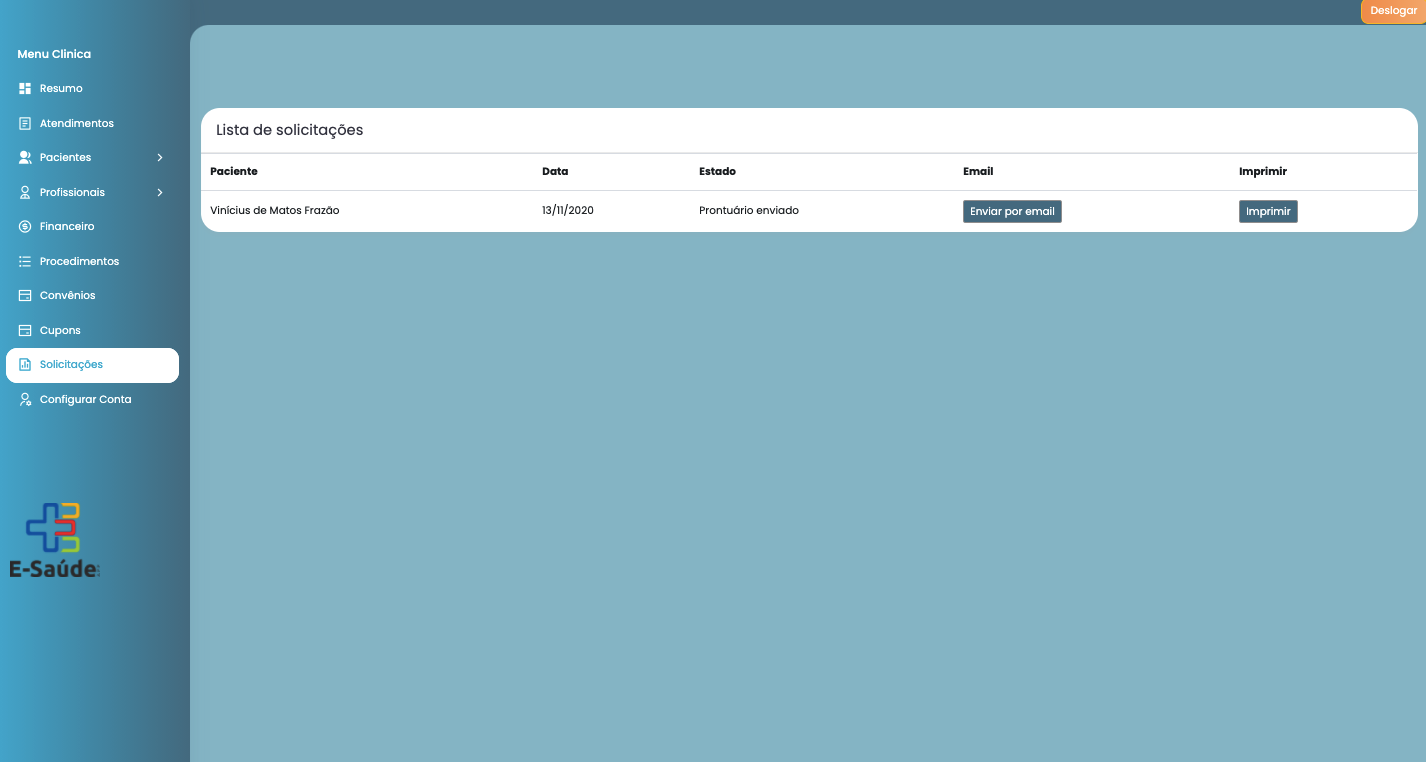 Deslogar
Menu Clinica
Resumo
Atendimentos
Pacientes
Profissionais
Financeiro
Procedimentos
Convênios
Cupons
Solicitações
Configurar Conta
E-Saúde
Lista de solicitações
Paciente Data Estado Email Imprimir
Vinícius de Matos Frazão 13/11/2020 Prontuário enviado Enviar por email Imprimir